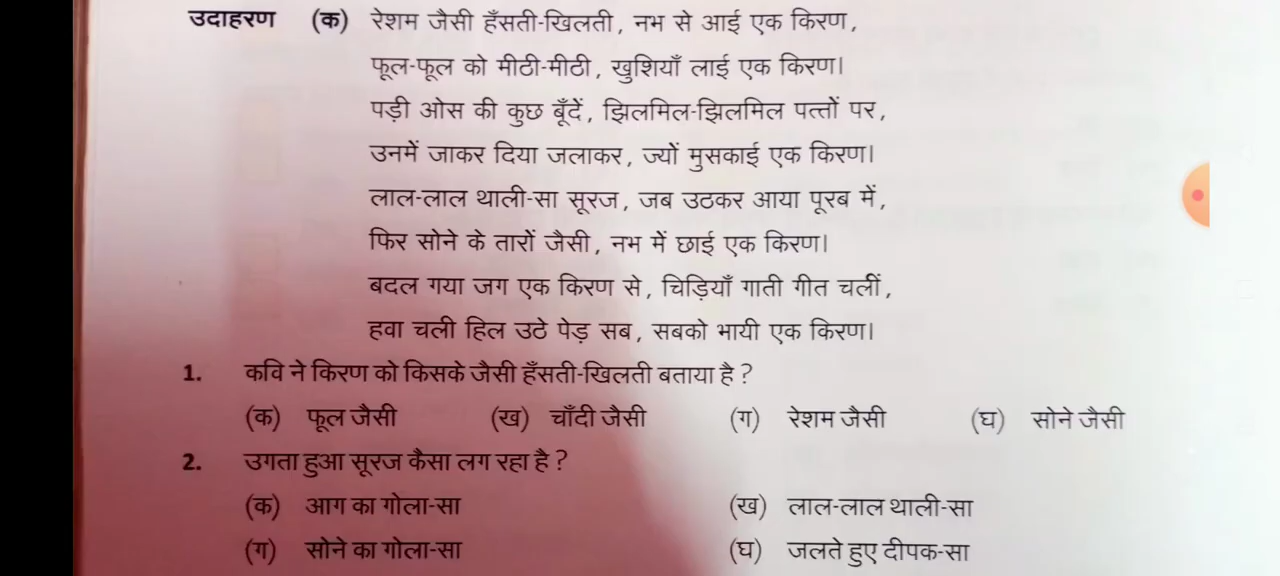 उदाहरण (क) रेशम जैसी हँसती-खिलती, नभ से आई एक किरण,
फूल-फूल को मीठी-मीठी, खुशियाँ लाई एक किरण।
पड़ी ओस की कुछ बूँदें, झिलमिल-झिलमिल पत्तों पर,
उनमें जाकर दिया जलाकर, ज्यों मुसकाई एक किरण।
लाल-लाल थाली-सा सूरज, जब उठकर आया पूरब में,
फिर सोने के तारों जैसी, नभ में छाई एक किरण।
बदल गया जग एक किरण से, चिड़ियाँ गाती गीत चलीं,
हवा चली हिल उठे पेड़ सब, सबको भायी एक किरण।
1. कवि ने किरण को किसके जैसी हँसती-खिलती बताया है?
(क) फूल जैसी (ख) चाँदी जैसी (ग) रेशम जैसी (घ) सोने जैसी
2. उगता हुआ सूरज कैसा लग रहा है?
(क) आग का गोला-सा (ख) लाल-लाल थाली-सा
(ग) सोने का गोला-सा (घ) जलते हुए दीपक-सा